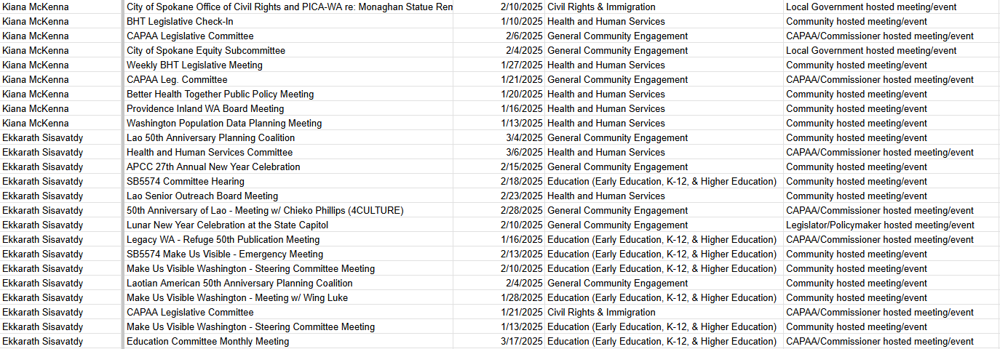 Kiana McKenna City of Spokane Office of Civil Rights and PICA-WA re: Monaghan Statue Rem 2/10/2025 Civil Rights & Immigration Local Government hosted meeting/event
Kiana McKenna BHT Legislative Check-In 1/10/2025 Health and Human Services Community hosted meeting/event
Kiana McKenna CAPAA Legislative Committee 2/6/2025 General Community Engagement CAPAA/Commissioner hosted meeting/event
Kiana McKenna City of Spokane Equity Subcommittee 2/4/2025 General Community Engagement Local Government hosted meeting/event
Kiana McKenna Weekly BHT Legislative Meeting 1/27/2025 Health and Human Services Community hosted meeting/event
Kiana McKenna CAPAA Leg. Committee 1/21/2025 General Community Engagement CAPAA/Commissioner hosted meeting/event
Kiana McKenna Better Health Together Public Policy Meeting 1/20/2025 Health and Human Services Community hosted meeting/event
Kiana McKenna Providence Inland WA Board Meeting 1/16/2025 Health and Human Services Community hosted meeting/event
Kiana McKenna Washington Population Data Planning Meeting 1/13/2025 Health and Human Services Community hosted meeting/event
Ekkarath Sisavatdy Lao 50th Anniversary Planning Coalition 3/4/2025 General Community Engagement Community hosted meeting/event
Ekkarath Sisavatdy Health and Human Services Committee 3/6/2025 Health and Human Services CAPAA/Commissioner hosted meeting/event
Ekkarath Sisavatdy APCC 27th Annual New Year Celebration 2/15/2025 General Community Engagement Community hosted meeting/event
Ekkarath Sisavatdy SB5574 Committee Hearing 2/18/2025 Education (Early Education, K-12, & Higher Education) Community hosted meeting/event
Ekkarath Sisavatdy Lao Senior Outreach Board Meeting 2/23/2025 Health and Human Services Community hosted meeting/event
Ekkarath Sisavatdy 50th Anniversary of Lao - Meeting w/ Chieko Phillips (4CULTURE) 2/28/2025 General Community Engagement CAPAA/Commissioner hosted meeting/event
Ekkarath Sisavatdy Lunar New Year Celebration at the State Capitol 2/10/2025 General Community Engagement Legislator/Policymaker hosted meeting/event
Ekkarath Sisavatdy Legacy WA - Refuge 50th Publication Meeting 1/16/2025 Education (Early Education, K-12, & Higher Education) CAPAA/Commissioner hosted meeting/event
Ekkarath Sisavatdy SB5574 Make Us Visible - Emergency Meeting 2/13/2025 Education (Early Education, K-12, & Higher Education) Community hosted meeting/event
Ekkarath Sisavatdy Make Us Visible Washington - Steering Committee Meeting 2/10/2025 Education (Early Education, K-12, & Higher Education) Community hosted meeting/event
Ekkarath Sisavatdy Laotian American 50th Anniversary Planning Coalition 2/4/2025 General Community Engagement Community hosted meeting/event
Ekkarath Sisavatdy Make Us Visible Washington - Meeting w/ Wing Luke 1/28/2025 Education (Early Education, K-12, & Higher Education) Community hosted meeting/event
Ekkarath Sisavatdy CAPAA Legislative Committee 1/21/2025 Civil Rights & Immigration CAPAA/Commissioner hosted meeting/event
Ekkarath Sisavatdy Make Us Visible Washington - Steering Committee Meeting 1/13/2025 Education (Early Education, K-12, & Higher Education) Community hosted meeting/event
Ekkarath Sisavatdy Education Committee Monthly Meeting 3/17/2025 Education (Early Education, K-12, & Higher Education) CAPAA/Commissioner hosted meeting/event